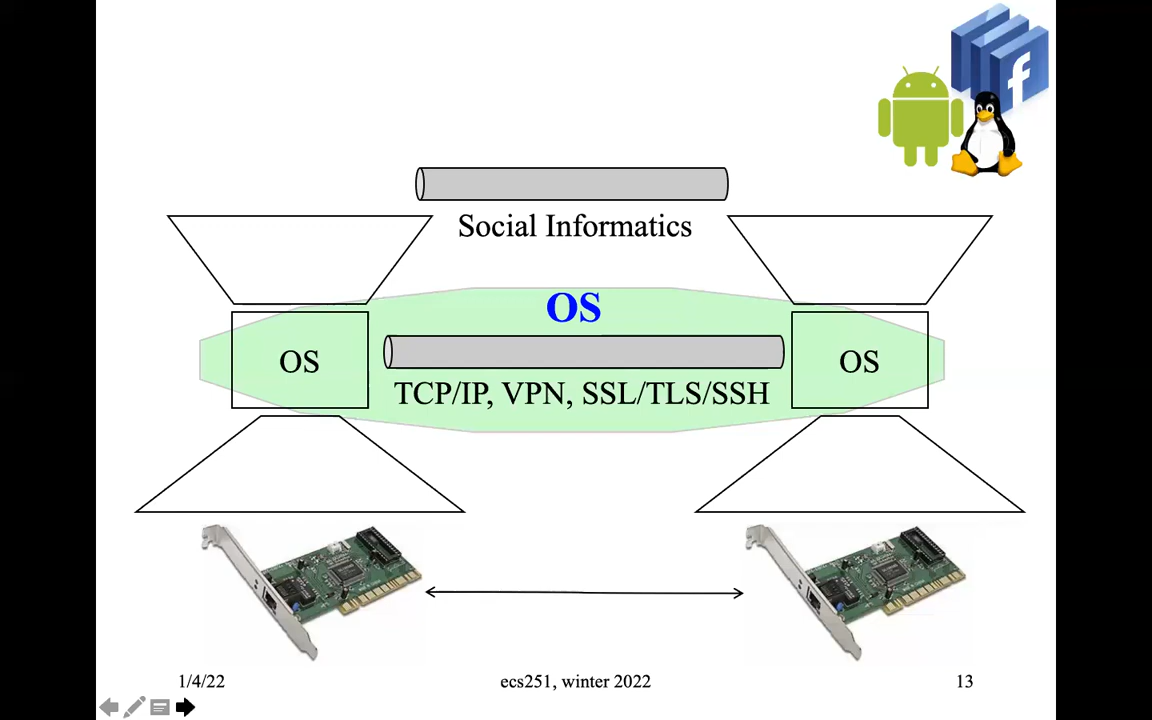 f
Social Informatics
OS
OS
OS
TCP/IP, VPN, SSL/TLS/SSH
1/4/22
ecs251, winter 2022
13